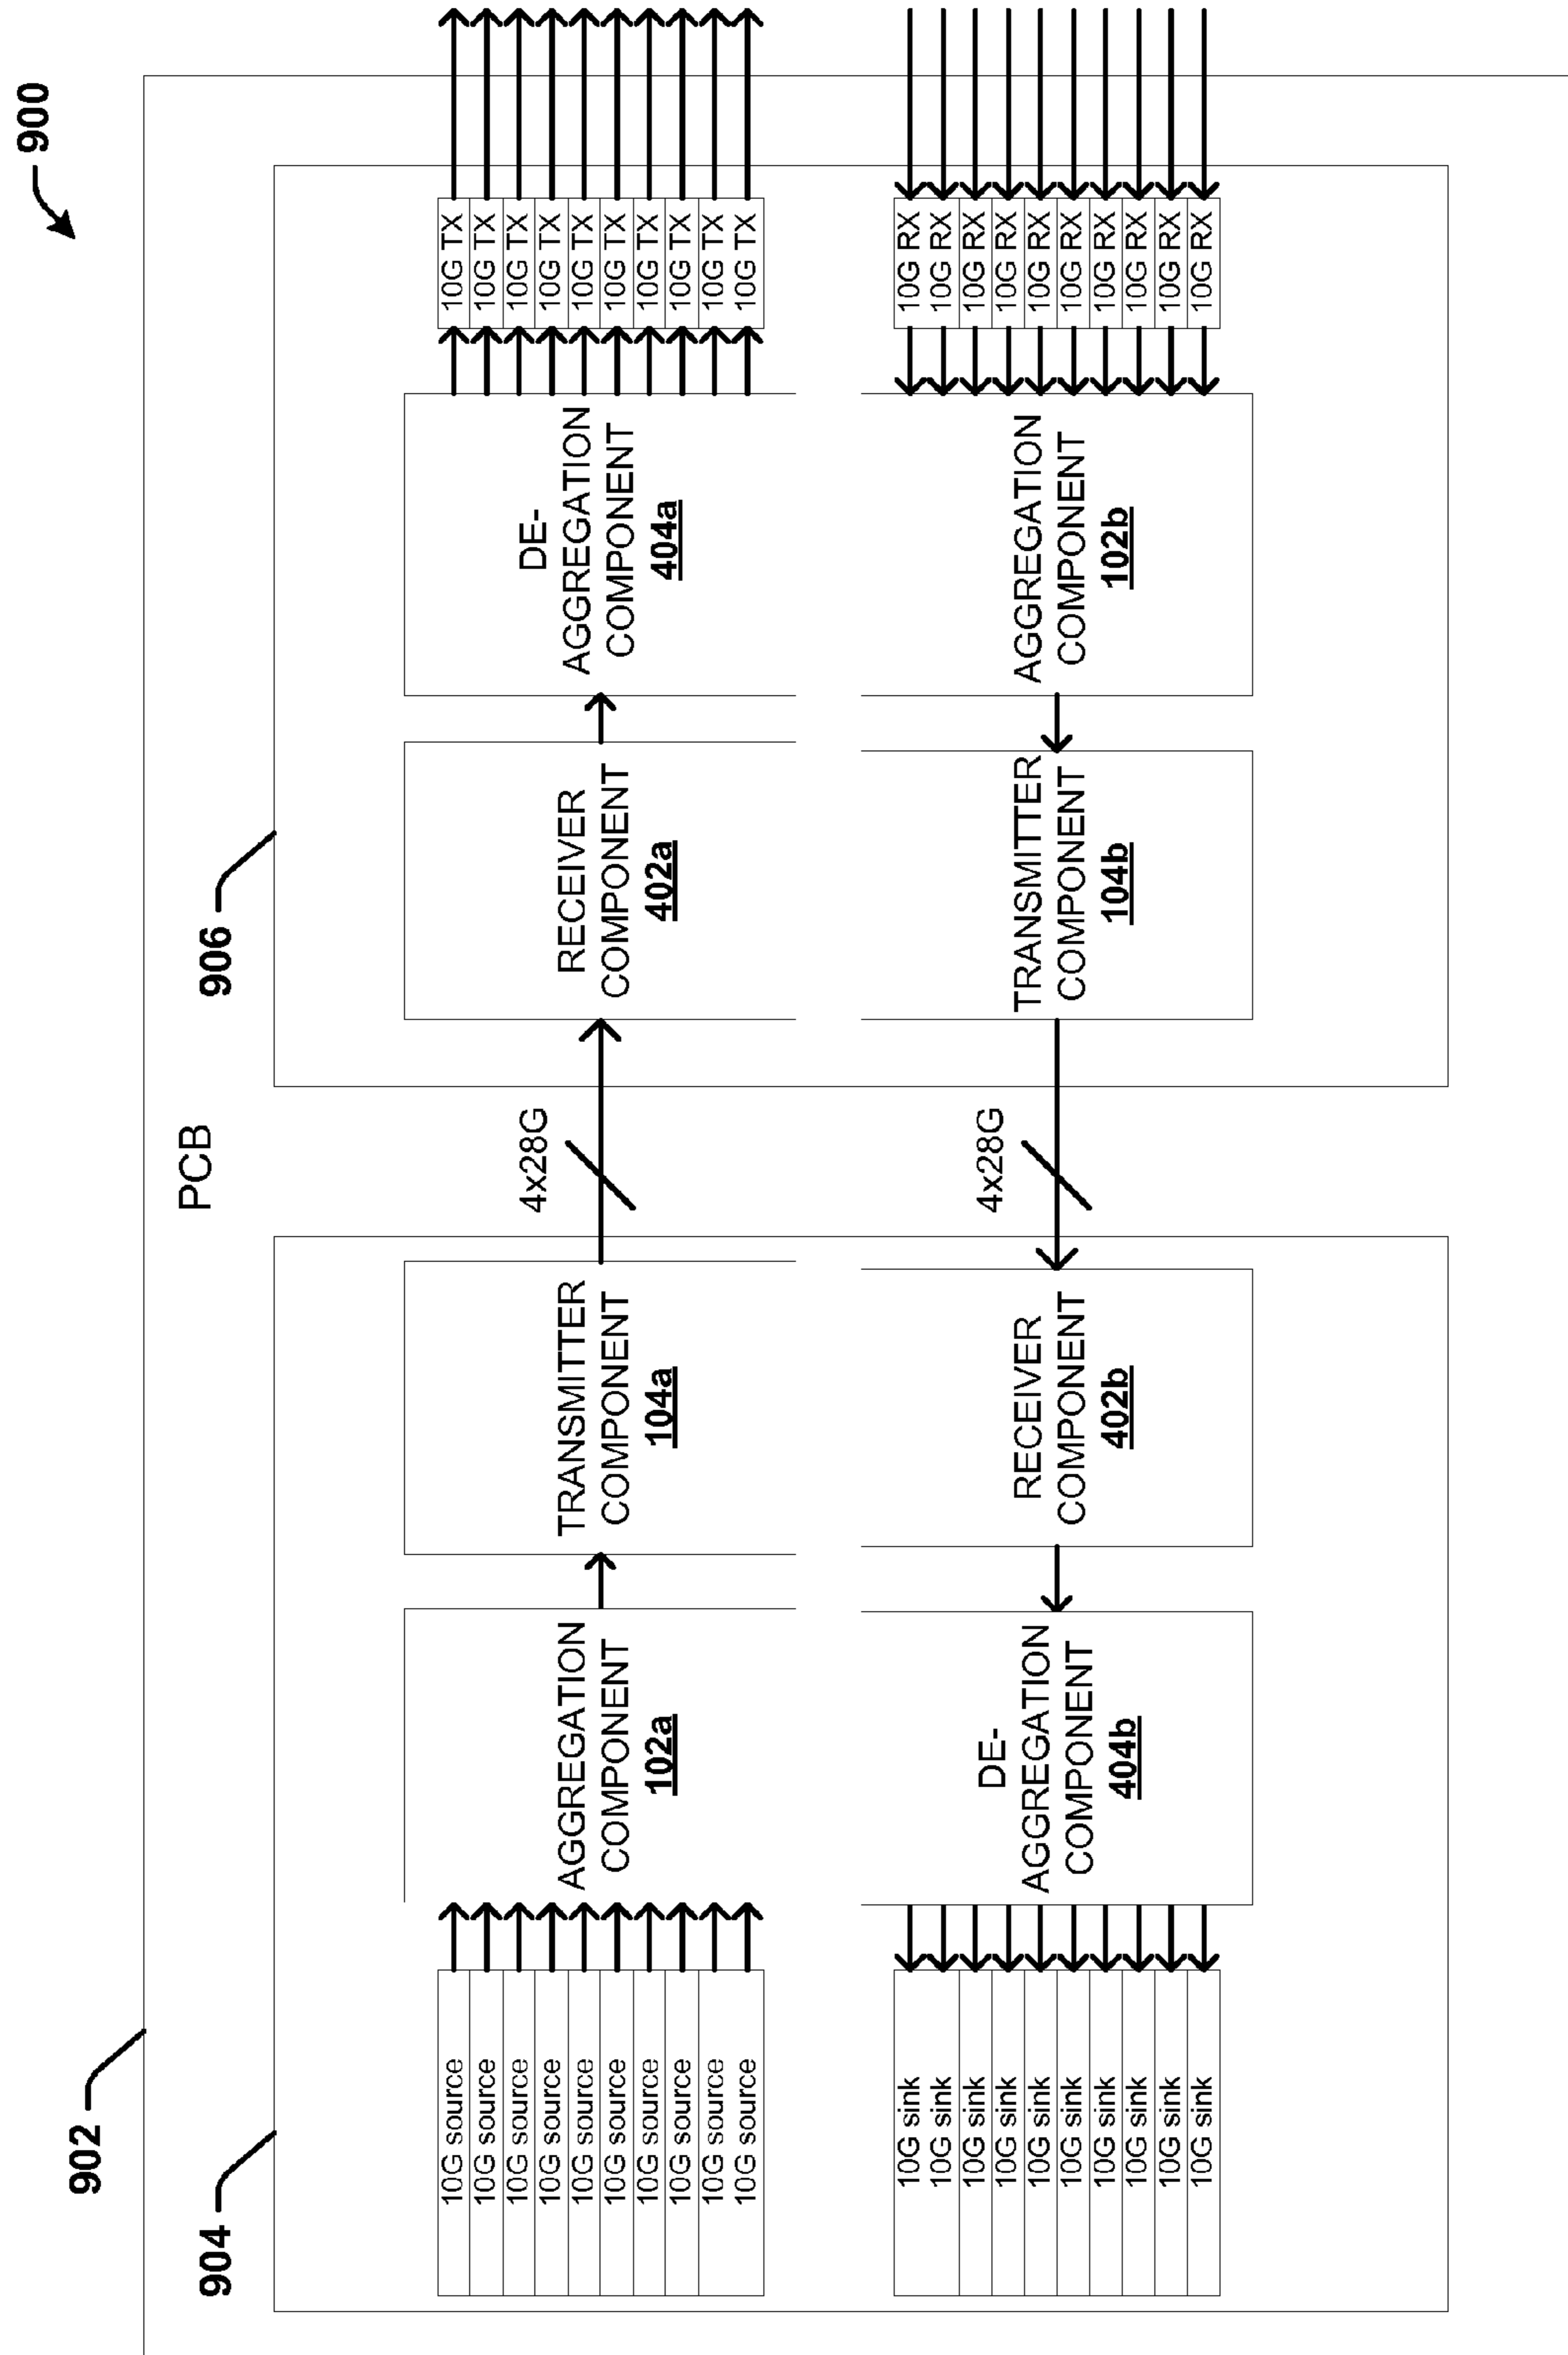 900
902
904
906
PCB
10G source
10G source
10G source
10G source
10G source
10G source
10G source
10G source
10G source
10G source
AGGREGATION
COMPONENT
102a
TRANSMITTER
COMPONENT
104a
4x28G
RECEIVER
COMPONENT
402a
DE-
AGGREGATION
COMPONENT
404a
10G TX
10G TX
10G TX
10G TX
10G TX
10G TX
10G TX
10G TX
10G TX
10G TX
10G sink
10G sink
10G sink
10G sink
10G sink
10G sink
10G sink
10G sink
10G sink
10G sink
DE-
AGGREGATION
COMPONENT
404b
RECEIVER
COMPONENT
402b
4x28G
TRANSMITTER
COMPONENT
104b
AGGREGATION
COMPONENT
102b
10G RX
10G RX
10G RX
10G RX
10G RX
10G RX
10G RX
10G RX
10G RX
10G RX